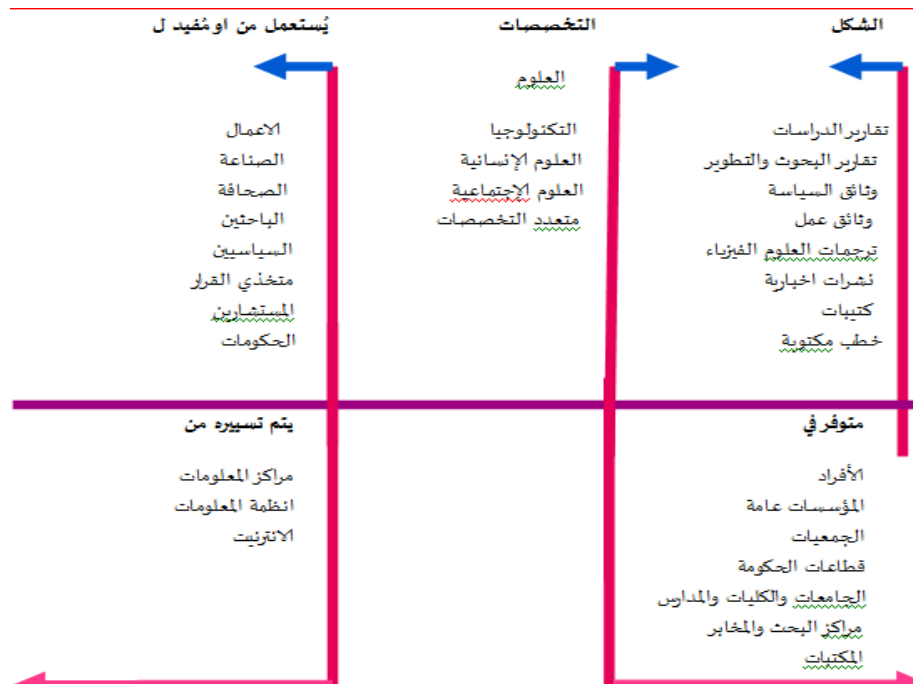 الشكل
تقارير الدراسات
تقارير البحوث والتطوير
وثائق السياسة
وثائق عمل
ترجمات العلوم الفيزياء
نشرات اخبارية
كتيبات
خطب مكتوبة
التخصصات
العلوم
التكنولوجيا
العلوم الإنسانية
العلوم الإجتماعية
متعدد التخصصات
يُستعمل من او مُفيد ل
الاعمال
الصناعة
الصحافة
الباحثين
السياسيين
متخذي القرار
المستشارين
الحكومات
متوفر في
الأفراد
المؤسسات عامة
الجمعيات
قطاعات الحكومة
الجامعات والكليات والمدارس
مراكز البحث والمخابر
المكتبات
يتم تسييره من
مراكز المعلومات
انظمة المعلومات
الانترنيت